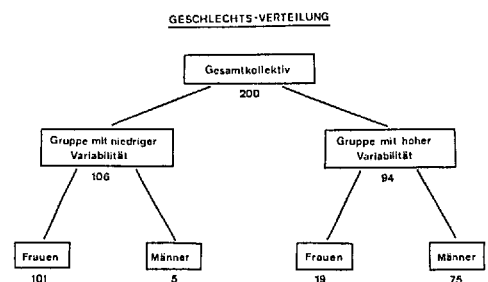 GESCHLECHTS-VERTEILUNG
Gesamtkollektiv
200
Gruppe mit niedriger
Variabilität
106
Gruppe mit hoher
Variabilität
94
Frauen
101
Männer
5
Frauen
19
Männer
75